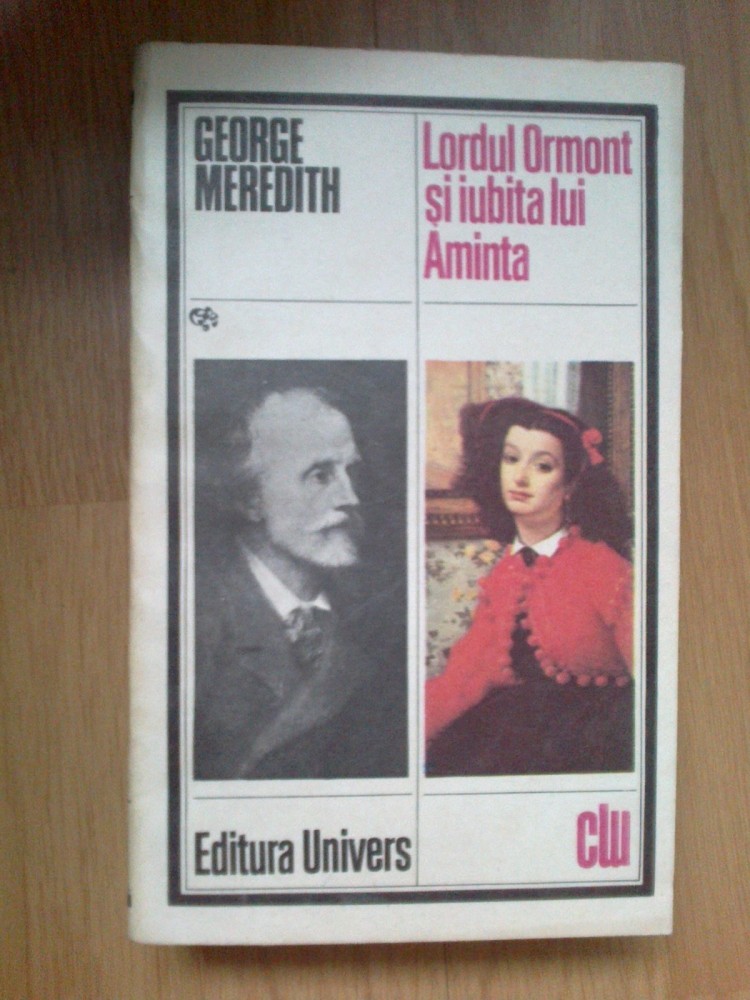 GEORGE
MEREDITH
Lordul Ormont
și iubita lui
Aminta
Editura Univers
clu